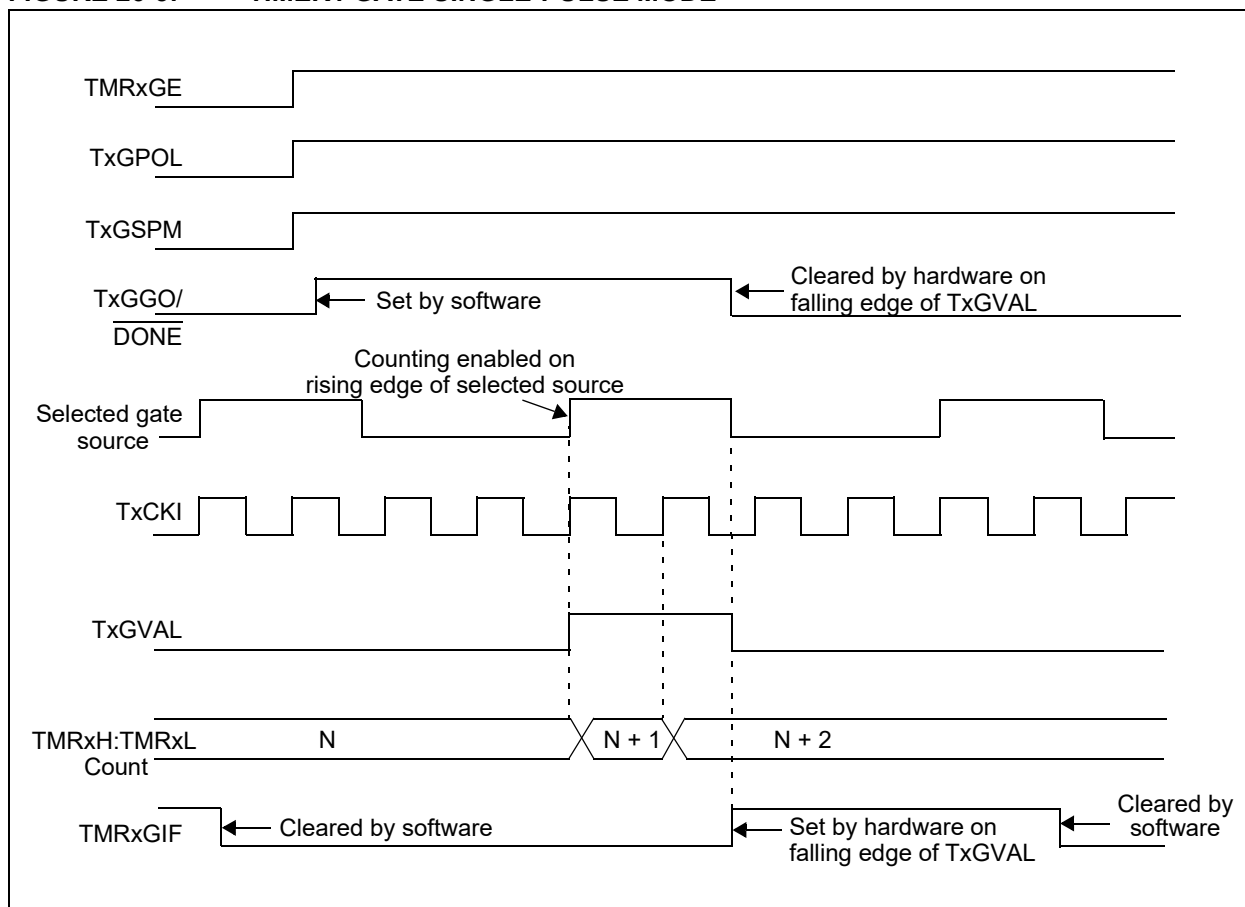 TMRxGE
TxGPOL
TxGSPM
TxGGO/
DONE
Set by software
Cleared by hardware on
falling edge of TxGVAL
Counting enabled on
rising edge of selected source
Selected gate
source
TxCKI
TxGVAL
TMRxH:TMRxL
Count
N
N + 1
N + 2
TMRxGIF
Cleared by software
Set by hardware on
falling edge of TxGVAL
Cleared by
software